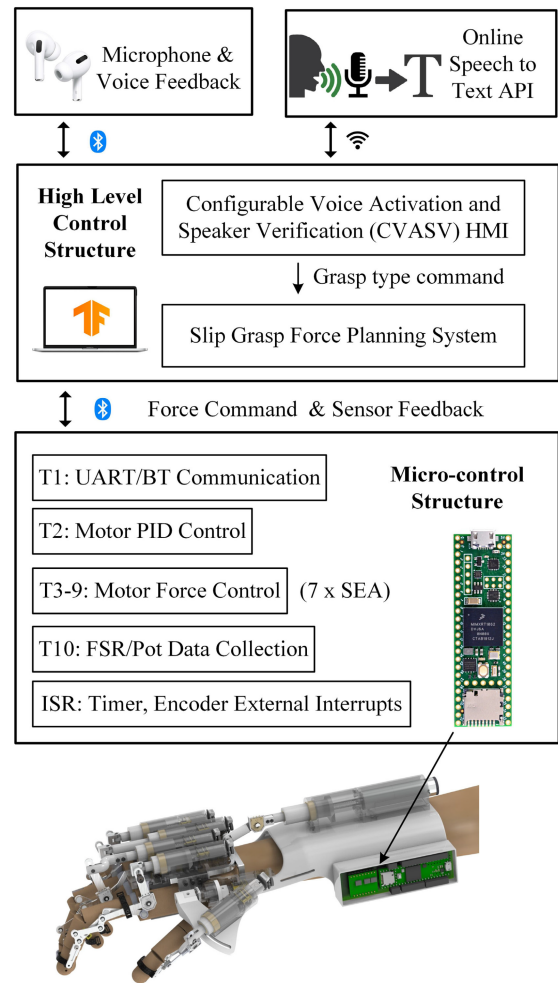 Microphone &
Voice Feedback
T
Online
Speech to
Text API
High Level
Control
Structure
Configurable Voice Activation and
Speaker Verification (CVASV) HMI
Grasp type command
Slip Grasp Force Planning System
Force Command & Sensor Feedback
T1: UART/BT Communication
Micro-control
Structure
T2: Motor PID Control
T3-9: Motor Force Control (7 x SEA)
T10: FSR/Pot Data Collection
ISR: Timer, Encoder External Interrupts